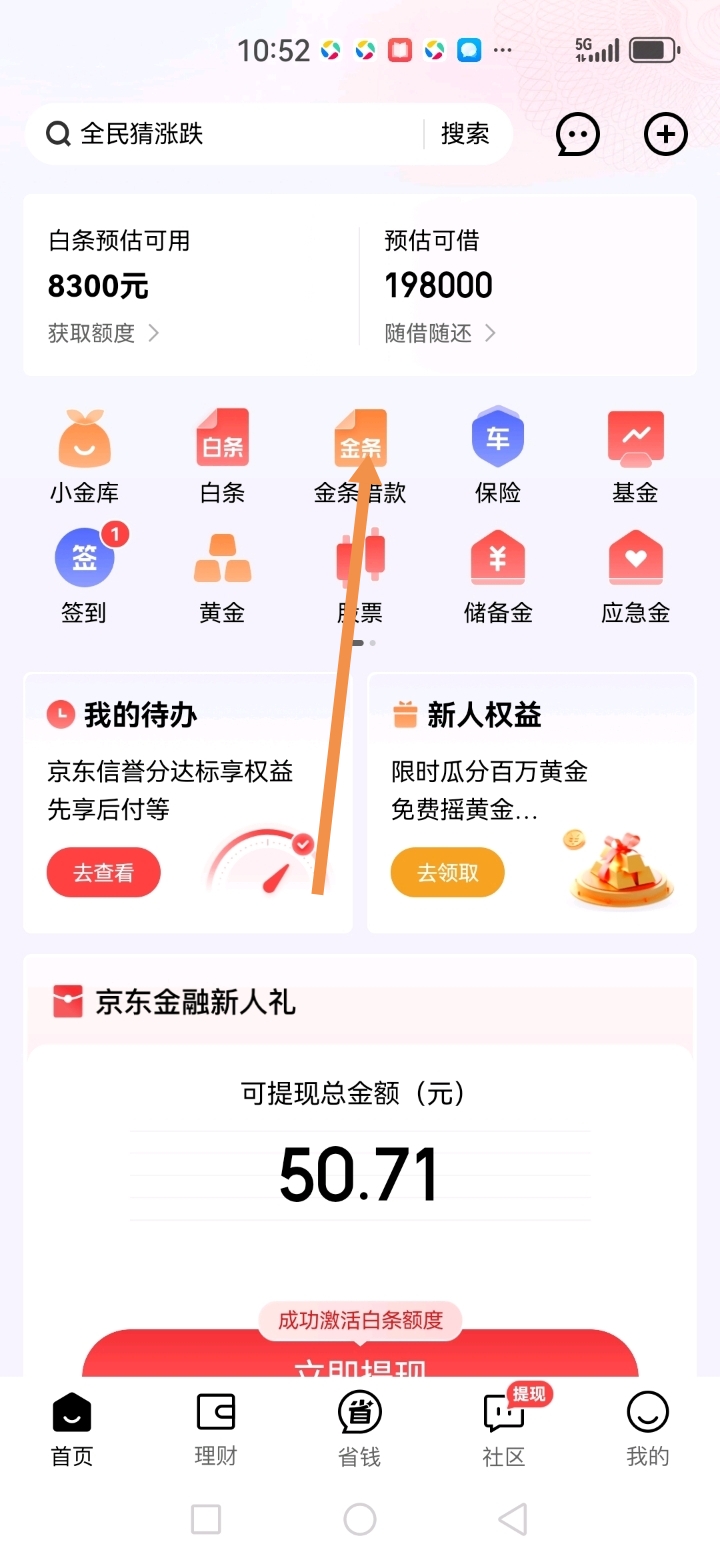 10:52
5G
全民猜涨跌
搜索
白条预估可用
8300元
获取额度
预估可借
198000
随借随还
白条
金条
车
小金库
白条
金条借款
保险
基金
签
1
¥
签到
黄金
股票
储备金
应急金
我的待办
京东信誉分达标享权益
先享后付等
去查看
新人权益
限时瓜分百万黄金
免费摇黄金...
去领取
京东金融新人礼
可提现总金额（元）
50.71
成功激活白条额度
立即提现
省
提现
首页
理财
省钱
社区
我的